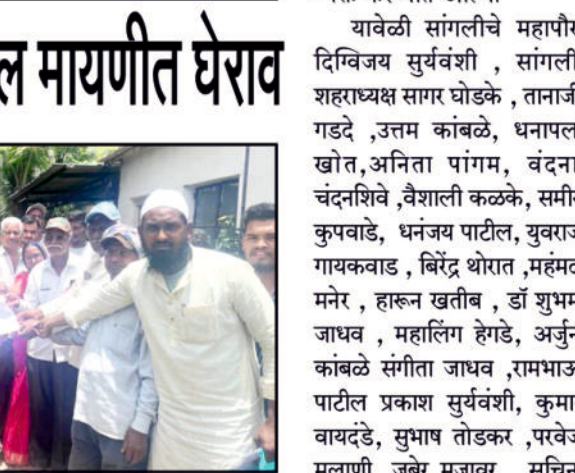 मायणीत घेराव
यावेळी सांगलीचे महापौर
दिग्विजय सुर्यवंशी , सांगली
शहराध्यक्ष सागर घोडके , तानाजी
गडदे ,उत्तम कांबळे, धनापल
खोत,अनिता पांगम, वंदना
चंदनशिवे ,वैशाली कळके, समीर
कुपवाडे, धनंजय पाटील, युवराज
गायकवाड , बिरेंद्र थोरात ,महंमद
मनेर , हारून खतीब , डॉ शुभम
जाधव , महालिंग हेगडे, अर्जुन
कांबळे संगीता जाधव ,रामभाऊ
पाटील प्रकाश सुर्यवंशी, कुमार
वायदंडे, सुभाष तोडकर ,परवेज